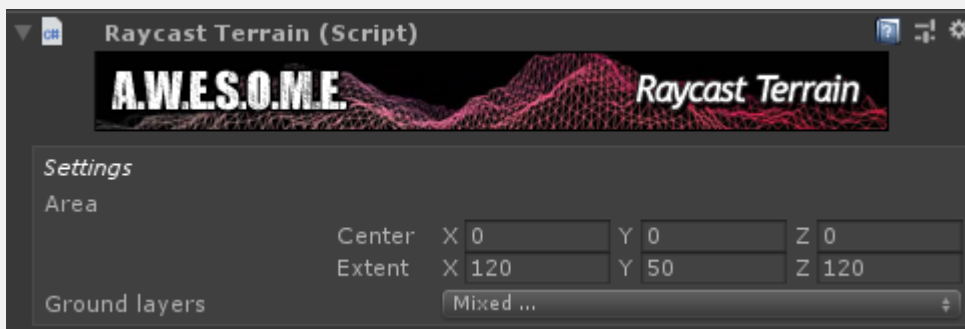 Raycast Terrain (Script)
A.W.E.S.O.M.E. Raycast Terrain
Settings
Area
Center X 0 Y 0 Z 0
Extent X 120 Y 50 Z 120
Ground layers Mixed ...